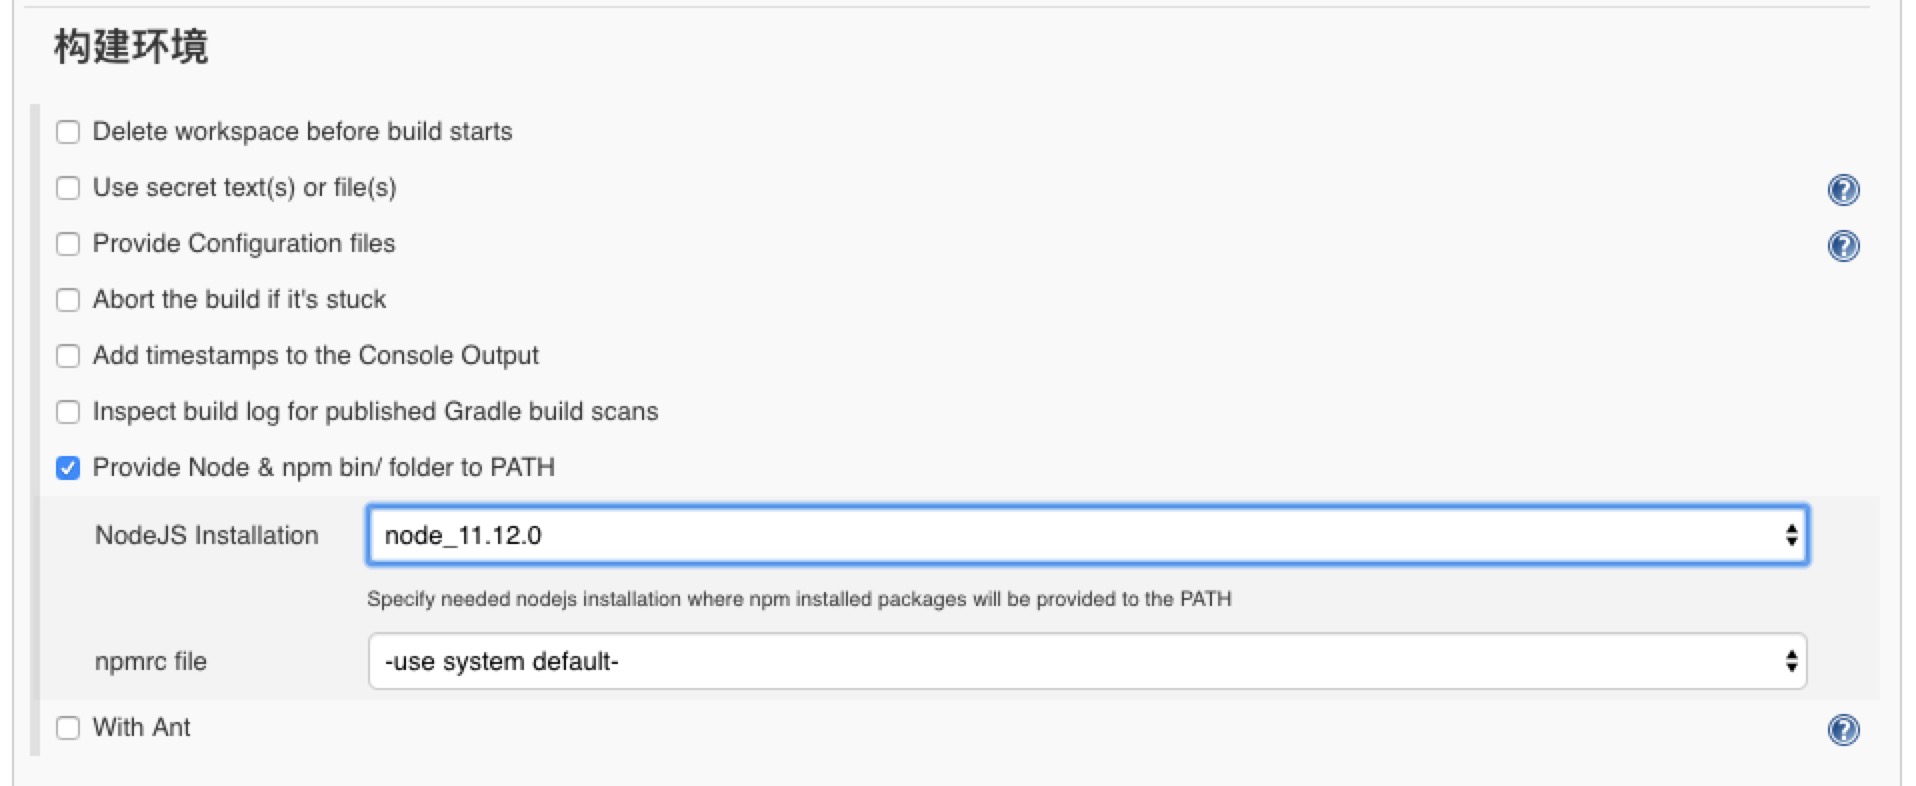 构建环境
Delete workspace before build starts
Use secret text(s) or file(s)
Provide Configuration files
Abort the build if it's stuck
Add timestamps to the Console Output
Inspect build log for published Gradle build scans
Provide Node & npm bin/ folder to PATH
NodeJS Installation node_11.12.0
Specify needed nodejs installation where npm installed packages will be provided to the PATH
npmrc file -use system default-
With Ant